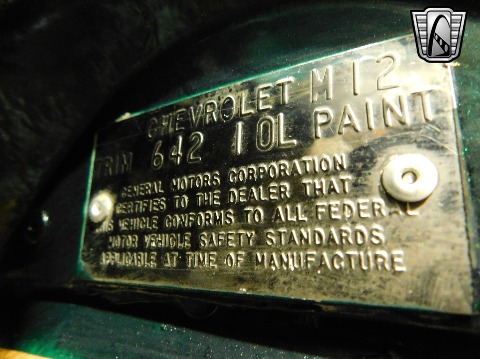 CHEVROLET M12
TRIM 642 10L PAINT
GENERAL MOTORS CORPORATION
CERTIFIES TO THE DEALER THAT
THIS VEHICLE CONFORMS TO ALL FEDERAL
MOTOR VEHICLE SAFETY STANDARDS
APPLICABLE AT TIME OF MANUFACTURE